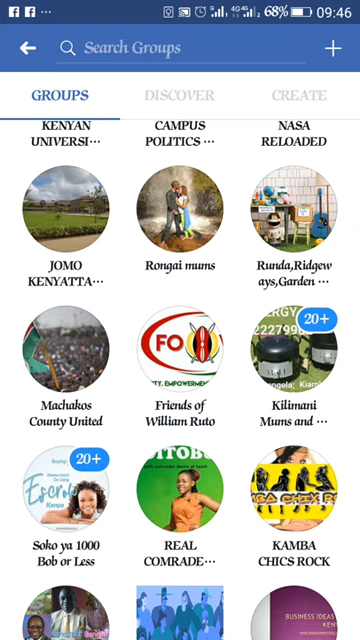 68% 09:46
Search Groups
GROUPS DISCOVER CREATE
KENYAN UNIVERSI...
CAMPUS POLITICS ...
NASA RELOADED
JOMO KENYATTA...
Rongai mums
Runda,Ridgew ays,Garden ...
20+
Machakos County United
Friends of William Ruto
Kilimani Mums and ...
20+
Soko ya 1000 Bob or Less
REAL COMRADE...
KAMBA CHICS ROCK
BUSINESS IDEAS